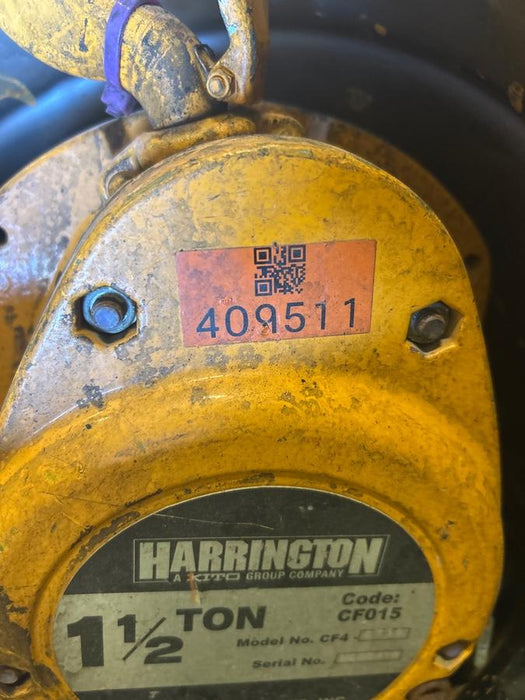 409511
HARRINGTON
A KITO GROUP COMPANY
1 1/2 TON
Code:
CF015
Model No. CF4-
Serial No.